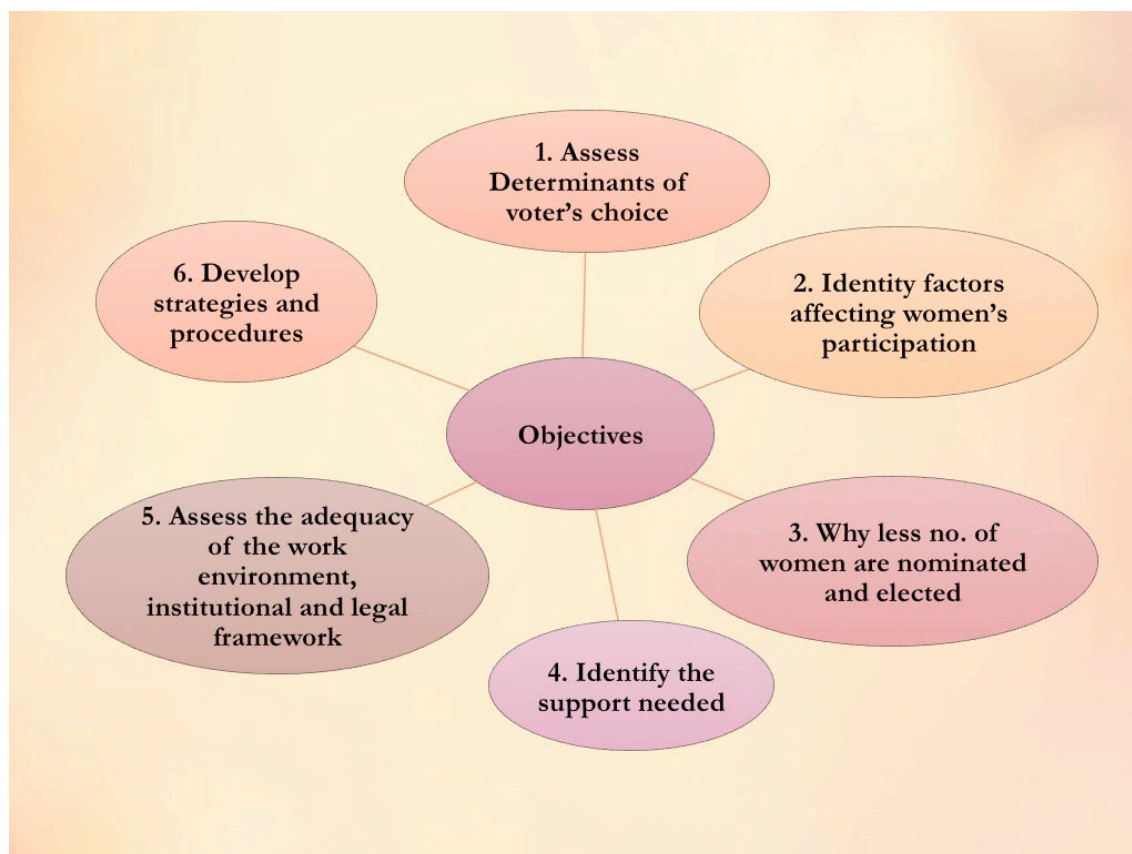 1. Assess
Determinants of
voter's choice
2. Identity factors
affecting women's
participation
3. Why less no. of
women are nominated
and elected
4. Identify the
support needed
5. Assess the adequacy
of the work
environment,
institutional and legal
framework
6. Develop
strategies and
procedures
Objectives